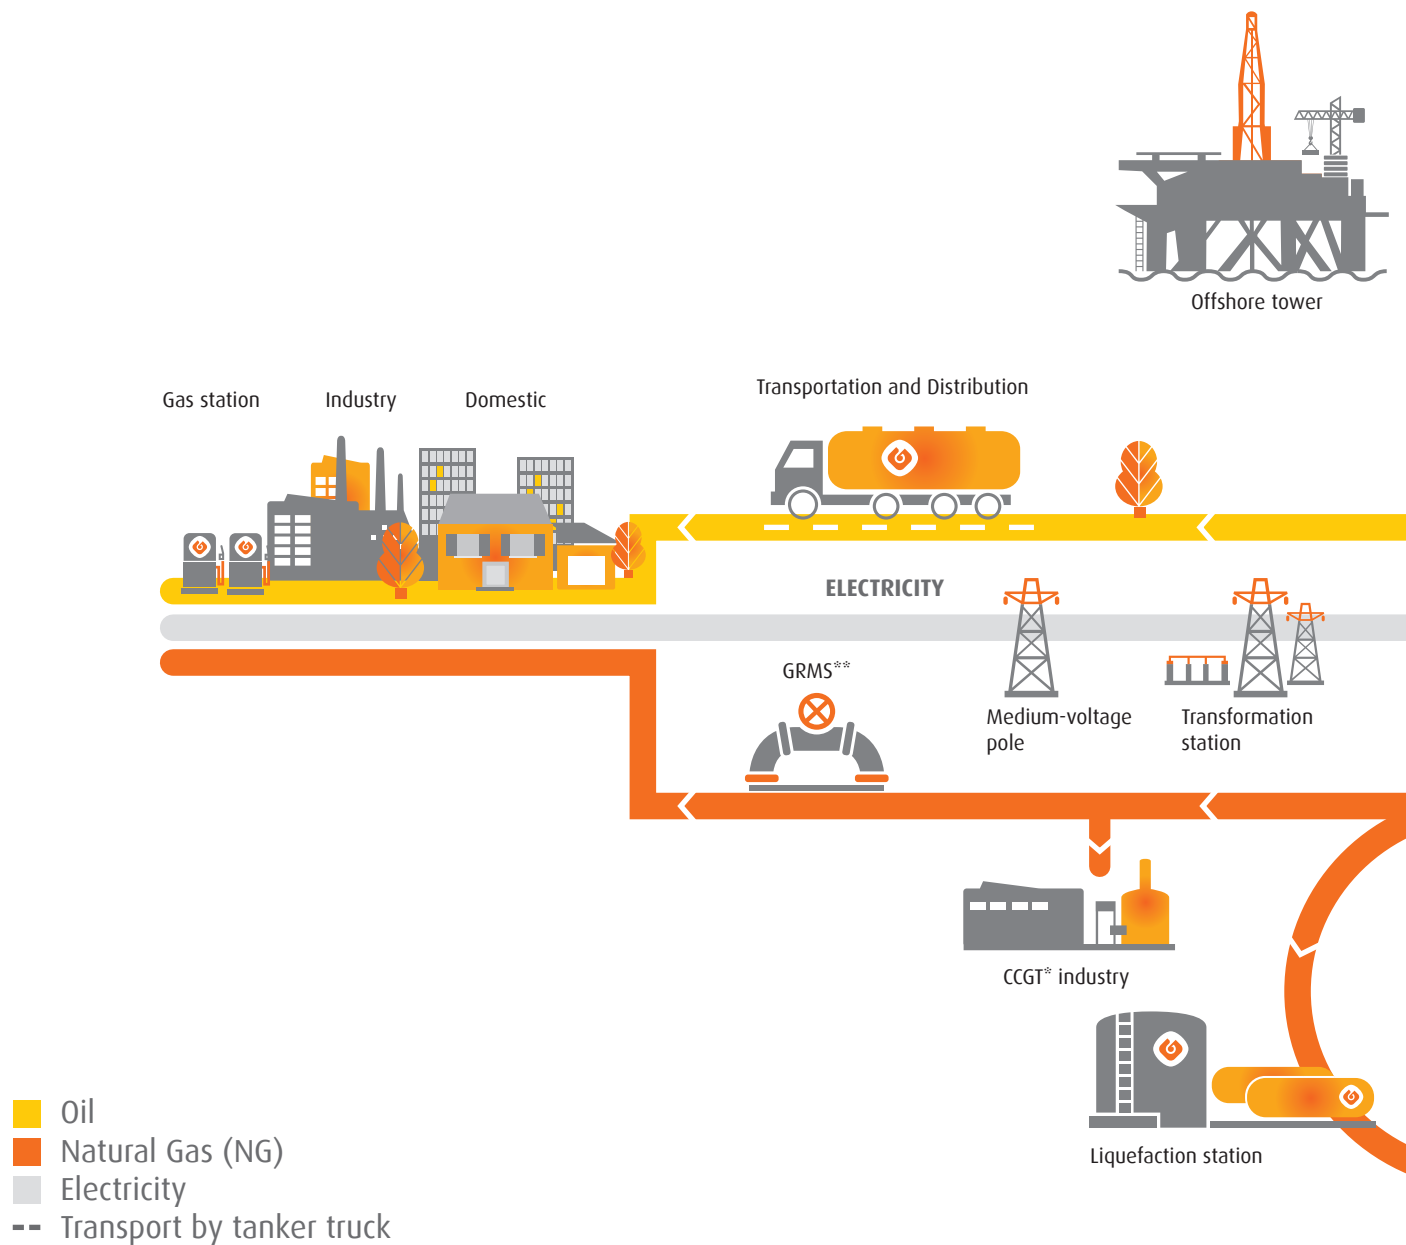 Offshore tower
Gas station
Industry
Domestic
Transportation and Distribution
ELECTRICITY
GRMS**
Medium-voltage
pole
Transformation
station
CCGT* industry
Liquefaction station
Oil
Natural Gas (NG)
Electricity
Transport by tanker truck